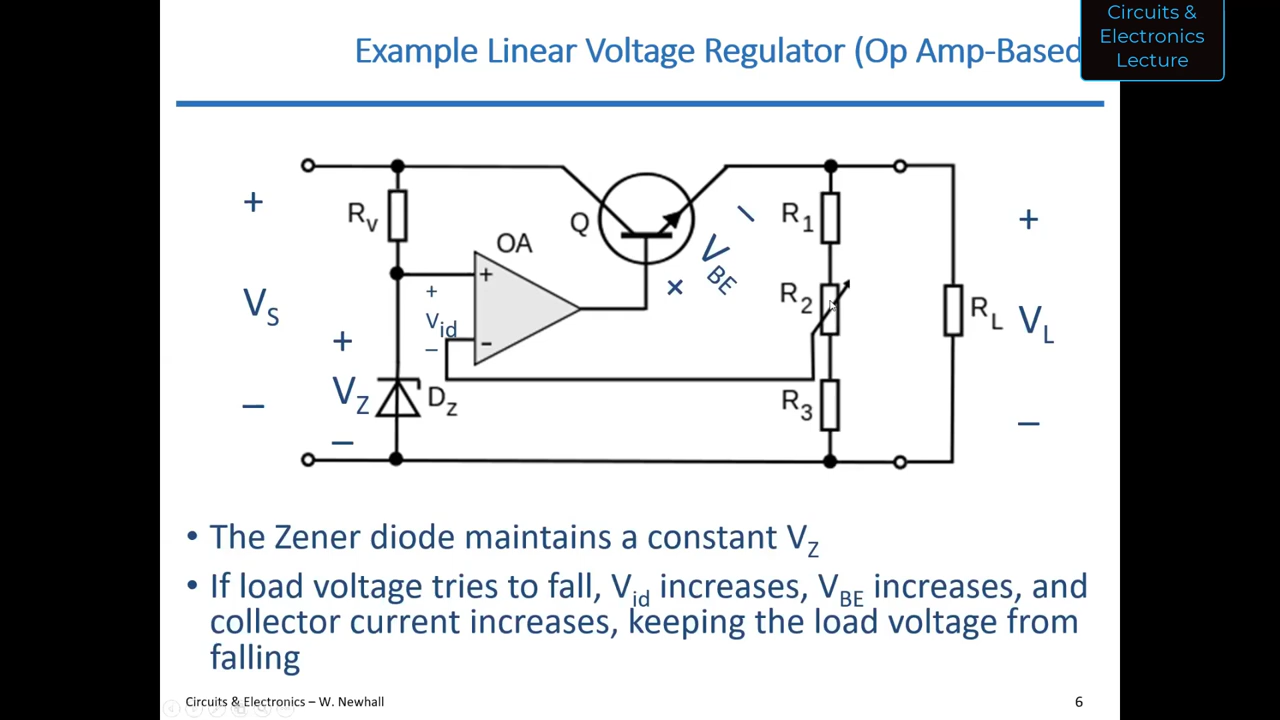 Circuits &
Electronics
Lecture
Example Linear Voltage Regulator (Op Amp-Based
+
VS
–
Rv
+
VZ
–
DZ
OA
+
-
+
Vid
–
Q
–
VBE
+
R1
R2
R3
RL
+
VL
–
• The Zener diode maintains a constant VZ
• If load voltage tries to fall, Vid increases, VBE increases, and
collector current increases, keeping the load voltage from
falling
Circuits & Electronics – W. Newhall
6